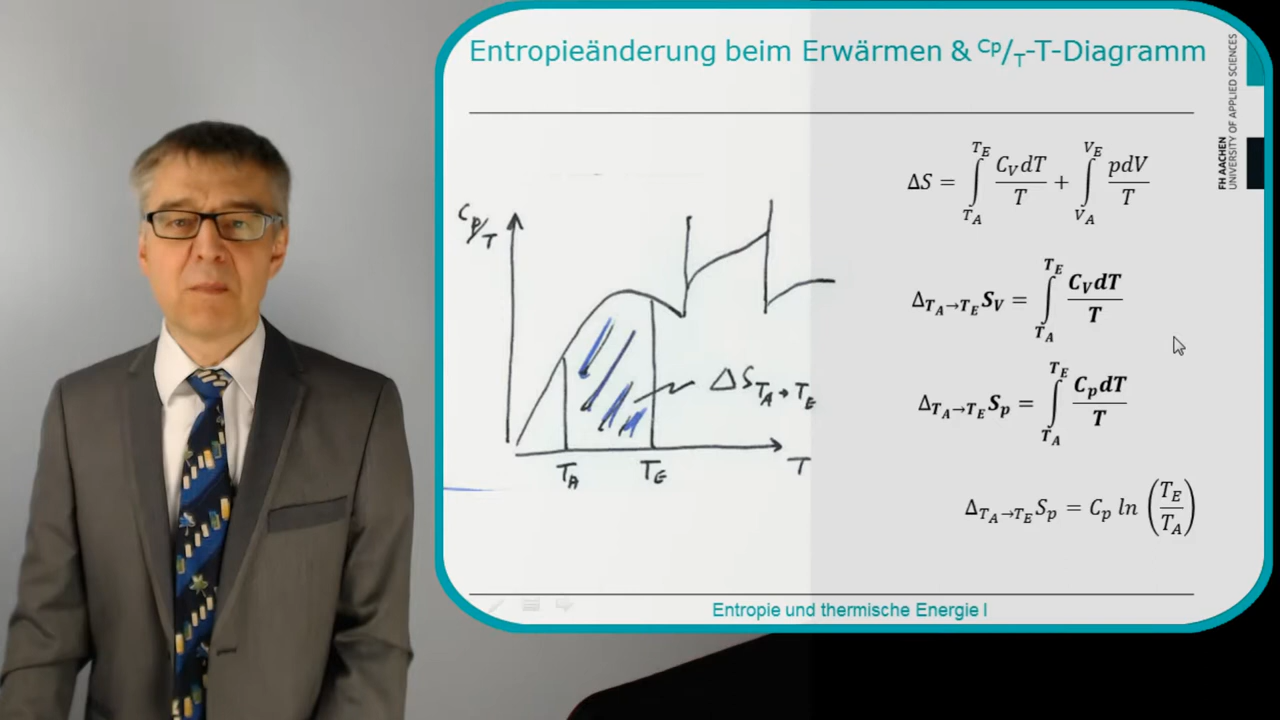 Entropieänderung beim Erwärmen & Cp/T-T-Diagramm
FH AACHEN
UNIVERSITY OF APPLIED SCIENCES
ΔS = ∫_{T_A}^{T_E} C_V dT / T + ∫_{V_A}^{V_E} pdV / T
Δ_{T_A→T_E} S_V = ∫_{T_A}^{T_E} C_V dT / T
Δ_{T_A→T_E} S_p = ∫_{T_A}^{T_E} C_p dT / T
Δ_{T_A→T_E} S_p = C_p ln (T_E / T_A)
Cp/T
ΔS_{T_A→T_E}
T_A T_E T
Entropie und thermische Energie I